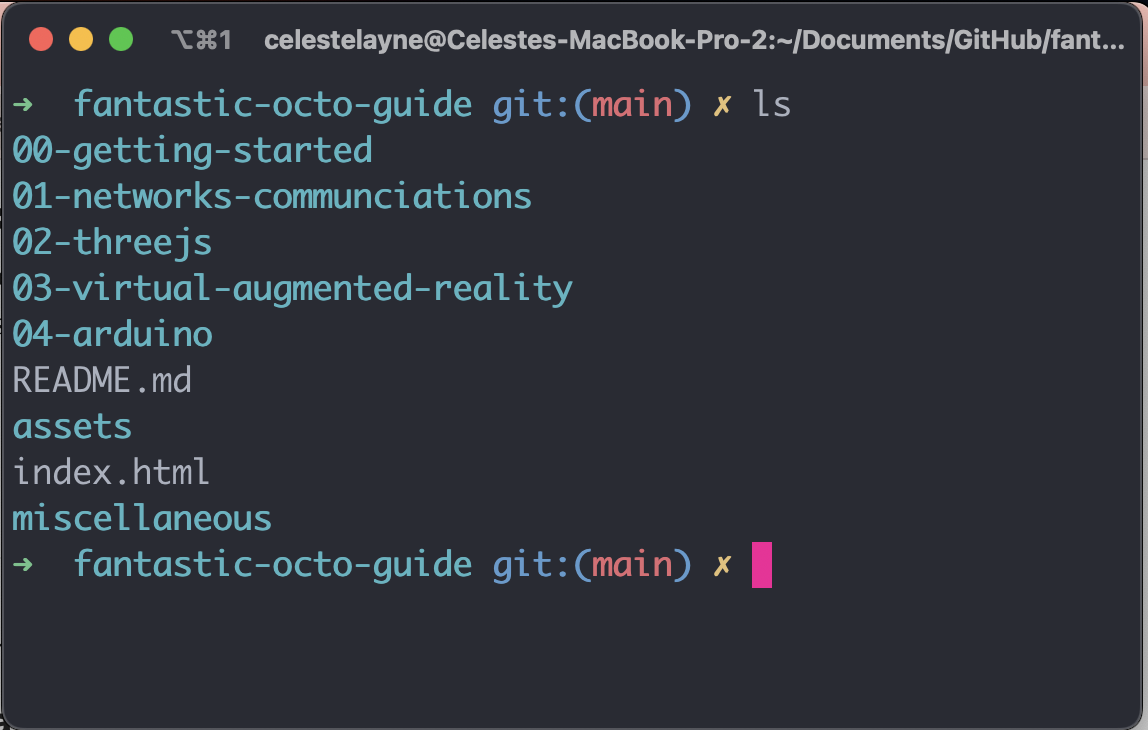 ⌥⌘1 celestelayne@Celestes-MacBook-Pro-2:~/Documents/GitHub/fant...
➜ fantastic-octo-guide git:(main) ✗ ls
00-getting-started
01-networks-communciations
02-threejs
03-virtual-augmented-reality
04-arduino
README.md
assets
index.html
miscellaneous
➜ fantastic-octo-guide git:(main) ✗